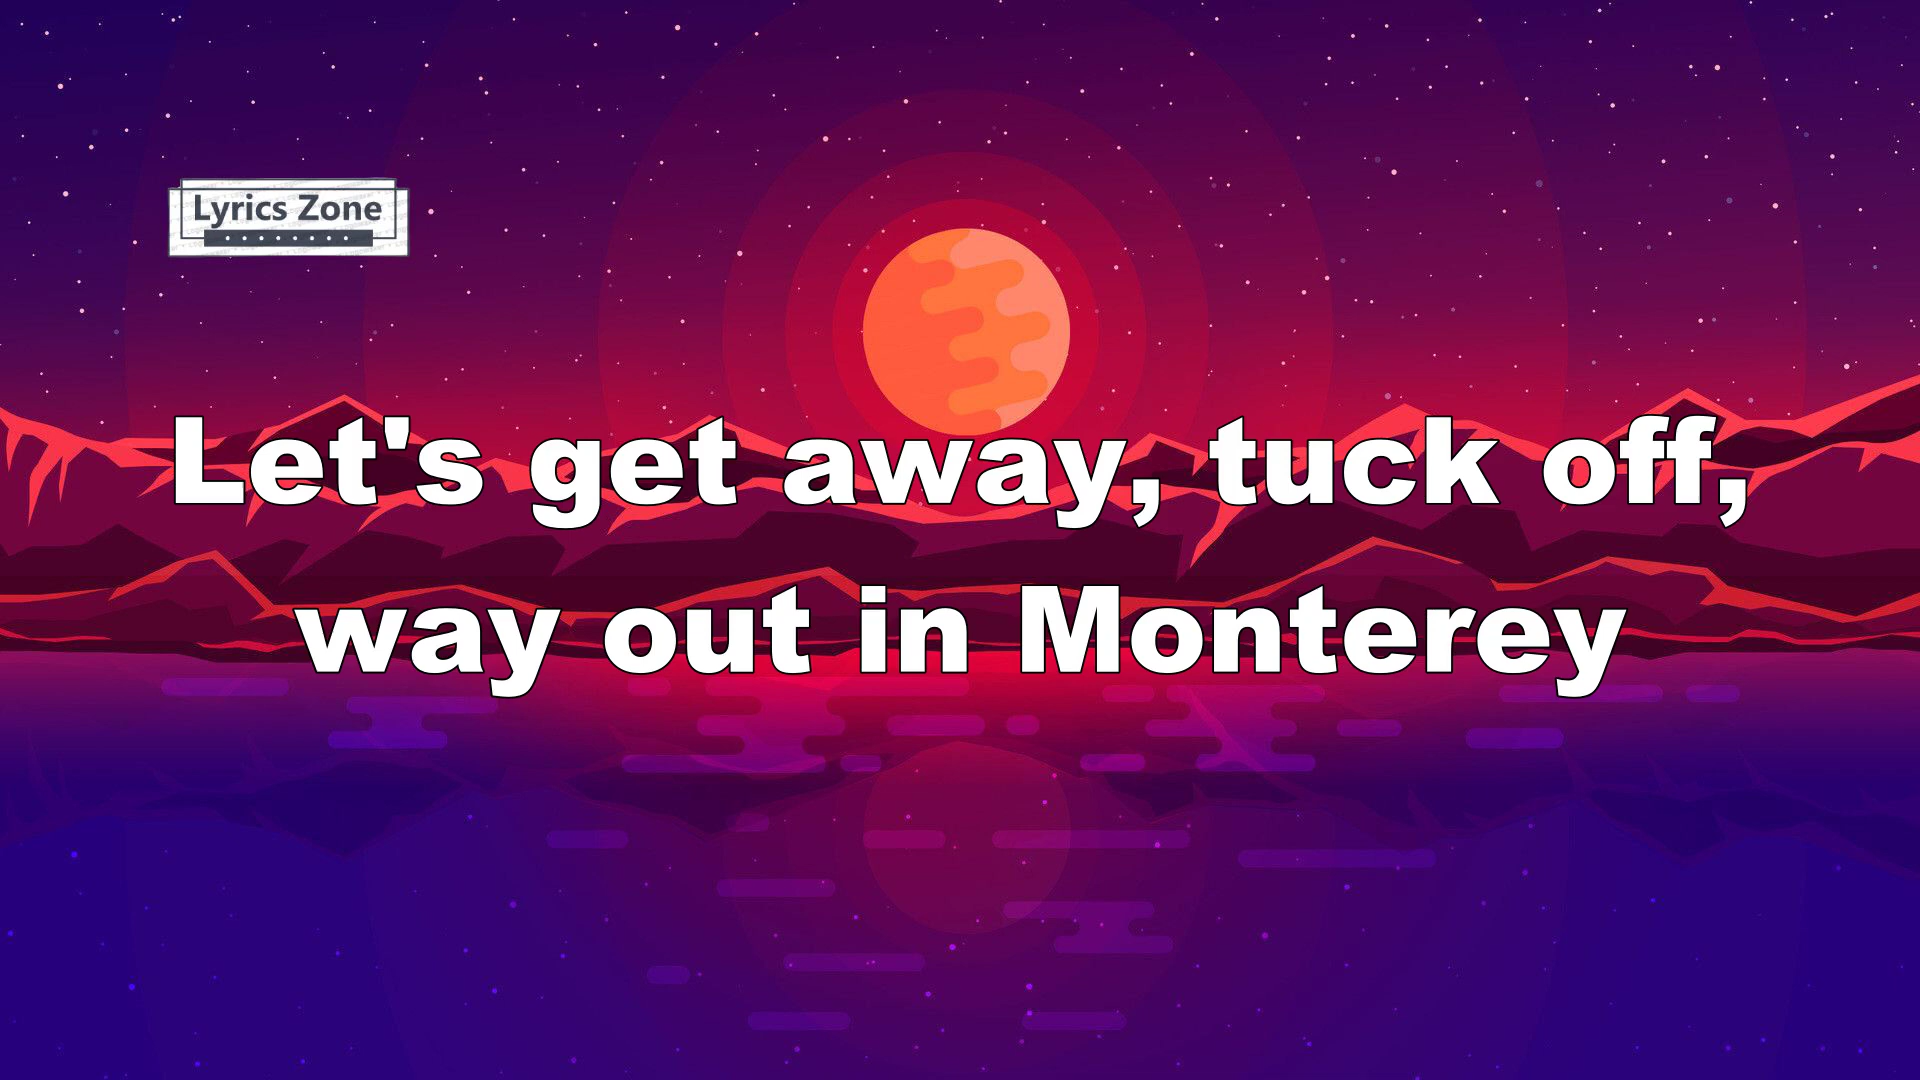 Lyrics Zone
Let's get away, tuck off,
way out in Monterey